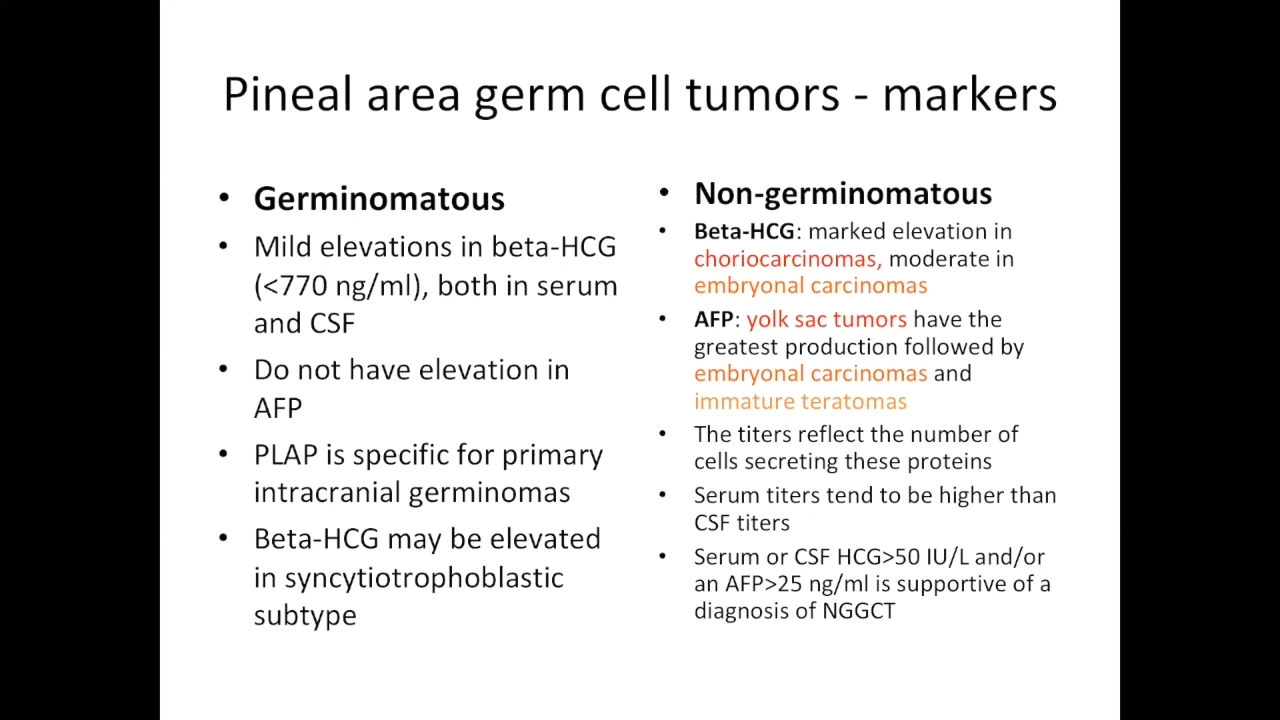 Pineal area germ cell tumors - markers
• Germinomatous
• Mild elevations in beta-HCG
(<770 ng/ml), both in serum
and CSF
• Do not have elevation in
AFP
• PLAP is specific for primary
intracranial germinomas
• Beta-HCG may be elevated
in syncytiotrophoblastic
subtype
• Non-germinomatous
• Beta-HCG: marked elevation in
choriocarcinomas, moderate in
embryonal carcinomas
• AFP: yolk sac tumors have the
greatest production followed by
embryonal carcinomas and
immature teratomas
• The titers reflect the number of
cells secreting these proteins
• Serum titers tend to be higher than
CSF titers
• Serum or CSF HCG>50 IU/L and/or
an AFP>25 ng/ml is supportive of a
diagnosis of NGGCT